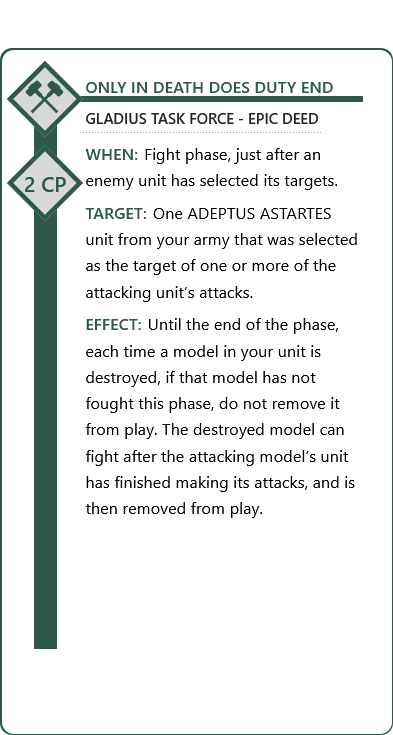 ONLY IN DEATH DOES DUTY END
GLADIUS TASK FORCE - EPIC DEED
2 CP
WHEN: Fight phase, just after an
enemy unit has selected its targets.
TARGET: One ADEPTUS ASTARTES
unit from your army that was selected
as the target of one or more of the
attacking unit’s attacks.
EFFECT: Until the end of the phase,
each time a model in your unit is
destroyed, if that model has not
fought this phase, do not remove it
from play. The destroyed model can
fight after the attacking model’s unit
has finished making its attacks, and is
then removed from play.